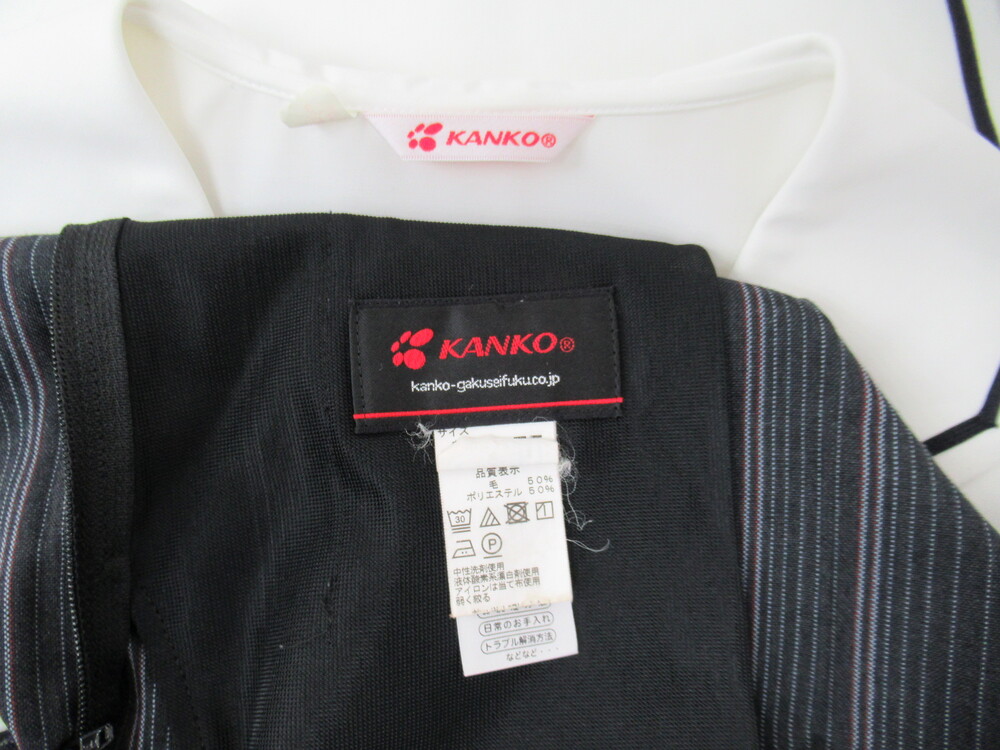 KANKO®
KANKO®
kanko-gakuseifuku.co.jp
サイズ
品質表示
毛 50%
ポリエステル 50%
30
P
中性洗剤使用
液体酸素系漂白剤使用
アイロンは当て布使用
弱く絞る
日常のお手入れ
トラブル解消方法
などなど・・・